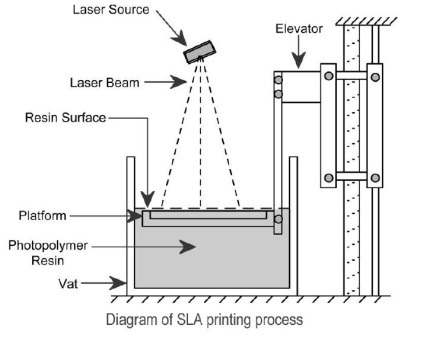 Laser Source
Elevator
Laser Beam
Resin Surface
Platform
Photopolymer
Resin
Vat
Diagram of SLA printing process